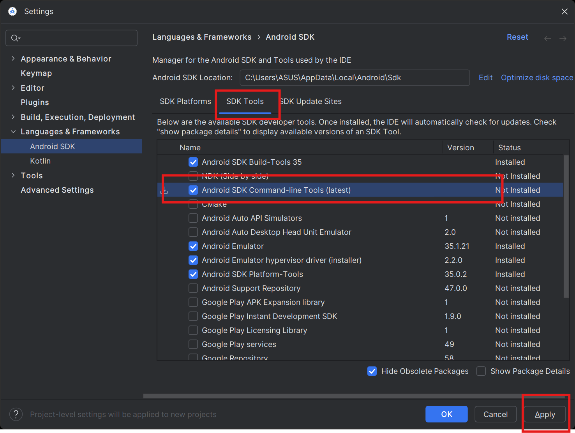 Settings
Languages & Frameworks › Android SDK
Reset
Appearance & Behavior
Keymap
Editor
Plugins
Build, Execution, Deployment
Languages & Frameworks
Android SDK
Kotlin
Tools
Advanced Settings
Manager for the Android SDK and Tools used by the IDE
Android SDK Location: C:\Users\ASUS\AppData\Local\Android\Sdk Edit Optimize disk space
SDK Platforms SDK Tools SDK Update Sites
Below are the available SDK developer tools. Once installed, the IDE will automatically check for updates. Check
"show package details" to display available versions of an SDK Tool.
Name Version Status
Android SDK Build-Tools 35 Installed
NDK (Side by side) Not Installed
Android SDK Command-line Tools (latest) Not Installed
CMake Not Installed
Android Auto API Simulators 1 Not installed
Android Auto Desktop Head Unit Emulator 2.0 Not installed
Android Emulator 35.1.21 Installed
Android Emulator hypervisor driver (installer) 2.2.0 Installed
Android SDK Platform-Tools 35.0.2 Installed
Android Support Repository 47.0.0 Not installed
Google Play APK Expansion library 1 Not installed
Google Play Instant Development SDK 1.9.0 Not installed
Google Play Licensing Library 1 Not installed
Google Play services 49 Not installed
Google Repository 58 Not installed
Hide Obsolete Packages Show Package Details
? Project-level settings will be applied to new projects
OK Cancel Apply